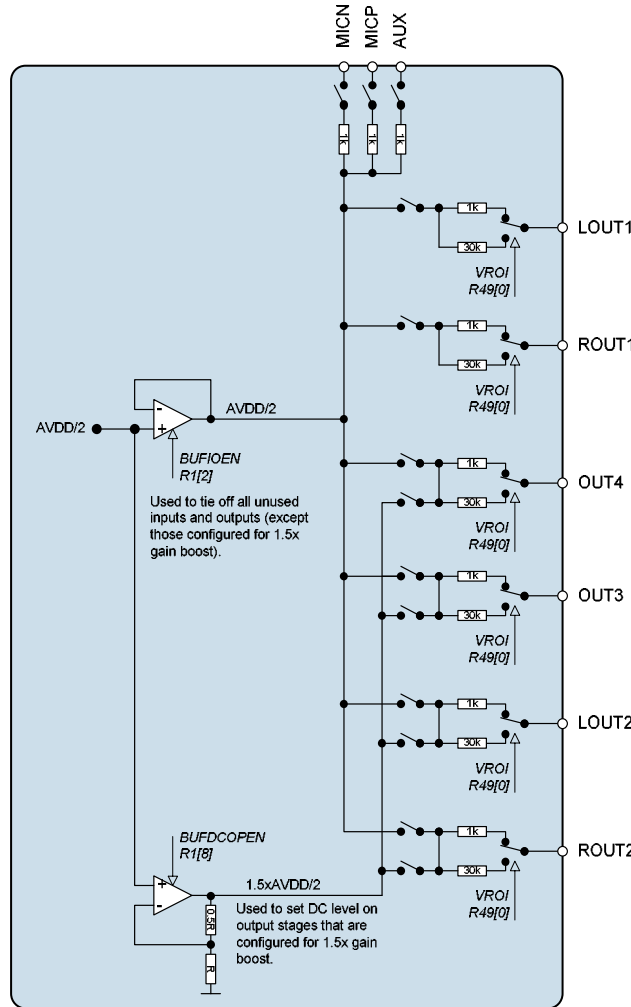 MICN
MICP
AUX
1k
1k
1k
1k
30k
LOUT1
VROI
R49[0]
1k
30k
ROUT1
VROI
R49[0]
AVDD/2
-
+
AVDD/2
BUFIOEN
R1[2]
Used to tie off all unused
inputs and outputs (except
those configured for 1.5x
gain boost).
1k
30k
OUT4
VROI
R49[0]
1k
30k
OUT3
VROI
R49[0]
1k
30k
LOUT2
VROI
R49[0]
1k
30k
ROUT2
VROI
R49[0]
BUFDCOPEN
R1[8]
+
-
1.5xAVDD/2
0.5R
R
Used to set DC level on
output stages that are
configured for 1.5x gain
boost.